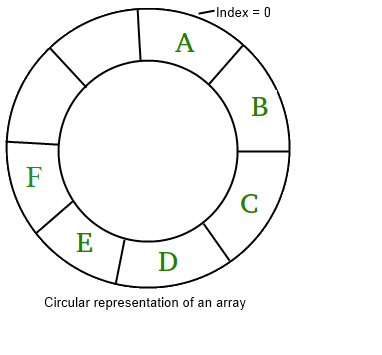 Index = 0
A
B
C
D
E
F
Circular representation of an array